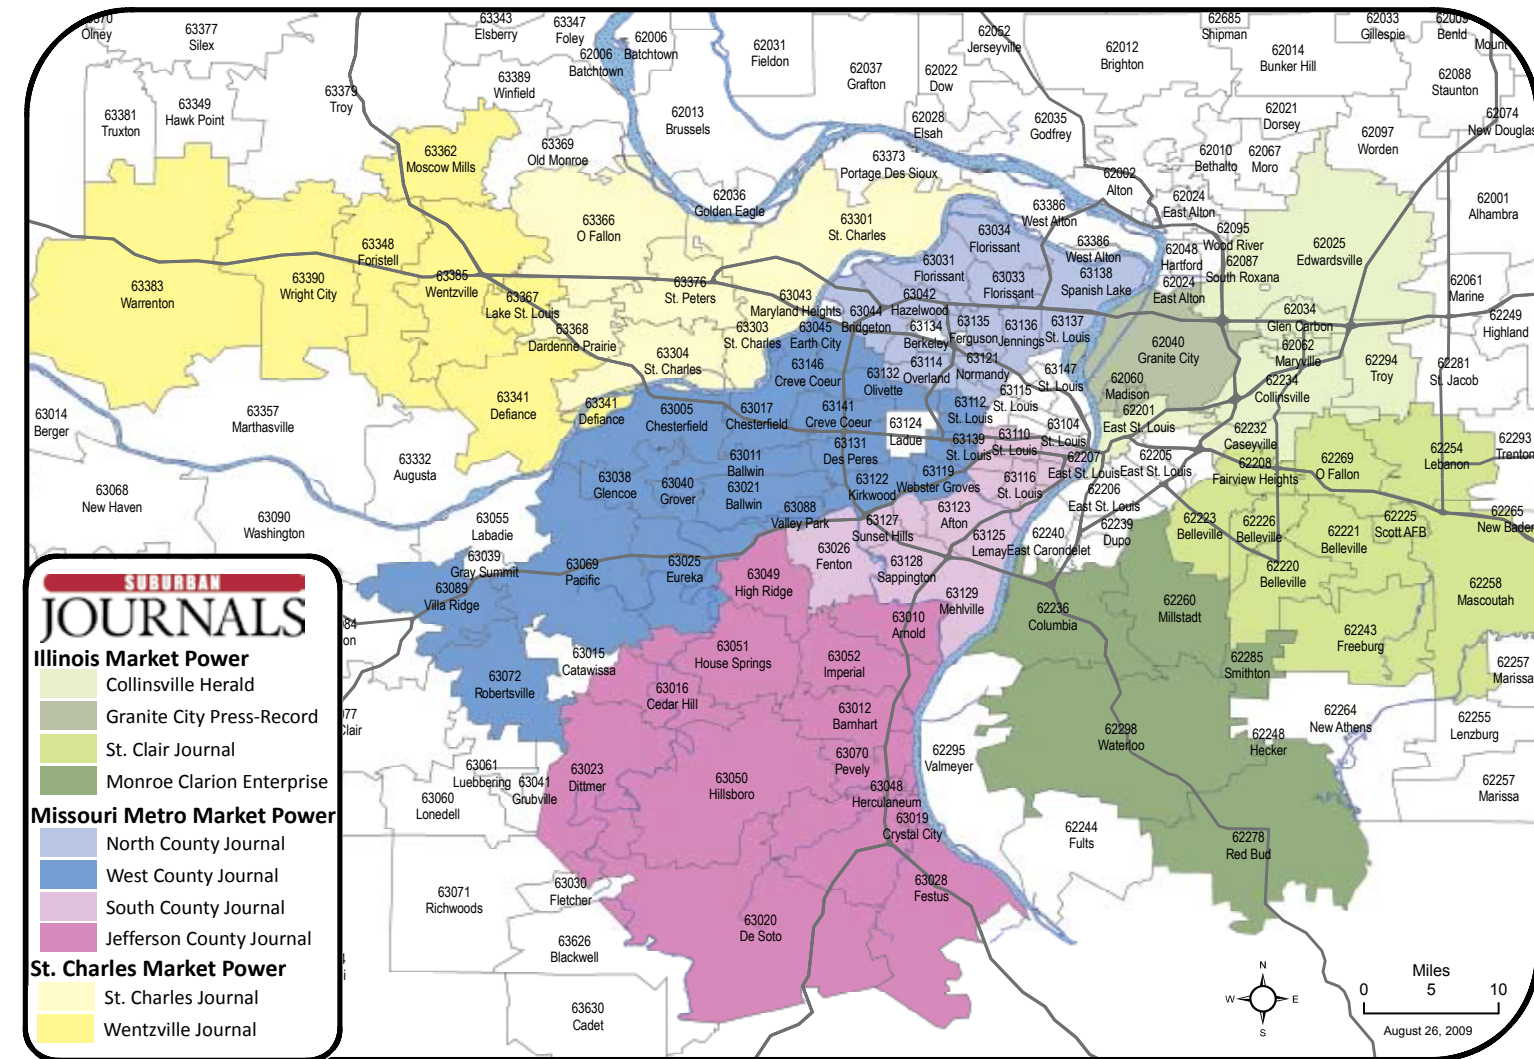 Olney
63377
Silex
63343
Elsberry
63347
Foley
62006
Batchtown
62006
Batchtown
62031
Fieldon
62052
Jerseyville
62685
Shipman
62033
Gillespie
62009
Benld
Mount
62012
Brighton
62014
Bunker Hill
62037
Grafton
62022
Dow
62088
Staunton
63389
Winfield
63379
Troy
63381
Truxton
63349
Hawk Point
62013
Brussels
62028
Elsah
62035
Godfrey
62021
Dorsey
62074
New Douglas
62097
Worden
63362
Moscow Mills
63369
Old Monroe
63373
Portage Des Sioux
62010
Bethalto
62067
Moro
62002
Alton
62036
Golden Eagle
62024
East Alton
62001
Alhambra
63366
O Fallon
63301
St. Charles
63386
West Alton
63034
Florissant
62095
Wood River
63386
West Alton
62048
Hartford
62025
Edwardsville
63348
Foristell
63031
Florissant
62087
South Roxana
63033
Florissant
63138
Spanish Lake
62024
East Alton
62061
Marine
63383
Warrenton
63390
Wright City
63385
Wentzville
63376
St. Peters
63367
Lake St. Louis
63043
Maryland Heights
63042
Hazelwood
63044
Bridgeton
62034
Glen Carbon
62249
Highland
63368
Dardenne Prairie
63303
St. Charles
63045
Earth City
63134
Berkeley
63135
Ferguson
63136
Jennings
63137
St. Louis
62040
Granite City
62062
Maryville
63304
St. Charles
63146
Creve Coeur
63132
Olivette
63114
Overland
63121
Normandy
63147
St. Louis
62060
Madison
62234
Collinsville
62294
Troy
62281
St. Jacob
63341
Defiance
63341
Defiance
63005
Chesterfield
63017
Chesterfield
63141
Creve Coeur
63124
Ladue
63112
St. Louis
63115
St. Louis
63104
St. Louis
62201
East St. Louis
63014
Berger
63357
Marthasville
63131
Des Peres
63139
St. Louis
63110
St. Louis
62232
Caseyville
62254
Lebanon
62293
Trenton
63332
Augusta
63011
Ballwin
62207
East St. Louis
62205
East St. Louis
62208
Fairview Heights
62269
O Fallon
63038
Glencoe
63040
Grover
63021
Ballwin
63122
Kirkwood
63119
Webster Groves
63116
St. Louis
62206
East St. Louis
63068
New Haven
63090
Washington
63055
Labadie
63088
Valley Park
63127
Sunset Hills
63123
Afton
62239
Dupo
62223
Belleville
62226
Belleville
62221
Belleville
62225
Scott AFB
62265
New Baden
63039
Gray Summit
63069
Pacific
63025
Eureka
63026
Fenton
63128
Sappington
63125
Lemay
62240
East Carondelet
62220
Belleville
62258
Mascoutah
63089
Villa Ridge
63049
High Ridge
63129
Mehlville
63010
Arnold
62236
Columbia
62260
Millstadt
62243
Freeburg
on
63015
Catawissa
63051
House Springs
63052
Imperial
62285
Smithton
62257
Marissa
63072
Robertsville
63016
Cedar Hill
63012
Barnhart
62264
New Athens
62255
Lenzburg
77
Clair
62298
Waterloo
62248
Hecker
62295
Valmeyer
63061
Luebbering
63041
Grubville
63023
Dittmer
63050
Hillsboro
63070
Pevely
63048
Herculaneum
62257
Marissa
63060
Lonedell
63019
Crystal City
62244
Fults
62278
Red Bud
63071
Richwoods
63030
Fletcher
63028
Festus
63020
De Soto
63626
Blackwell
63630
Cadet
SUBURBAN
JOURNALS
Illinois Market Power
Collinsville Herald
Granite City Press-Record
St. Clair Journal
Monroe Clarion Enterprise
Missouri Metro Market Power
North County Journal
West County Journal
South County Journal
Jefferson County Journal
St. Charles Market Power
St. Charles Journal
Wentzville Journal
N
W
E
S
Miles
0 5 10
August 26, 2009